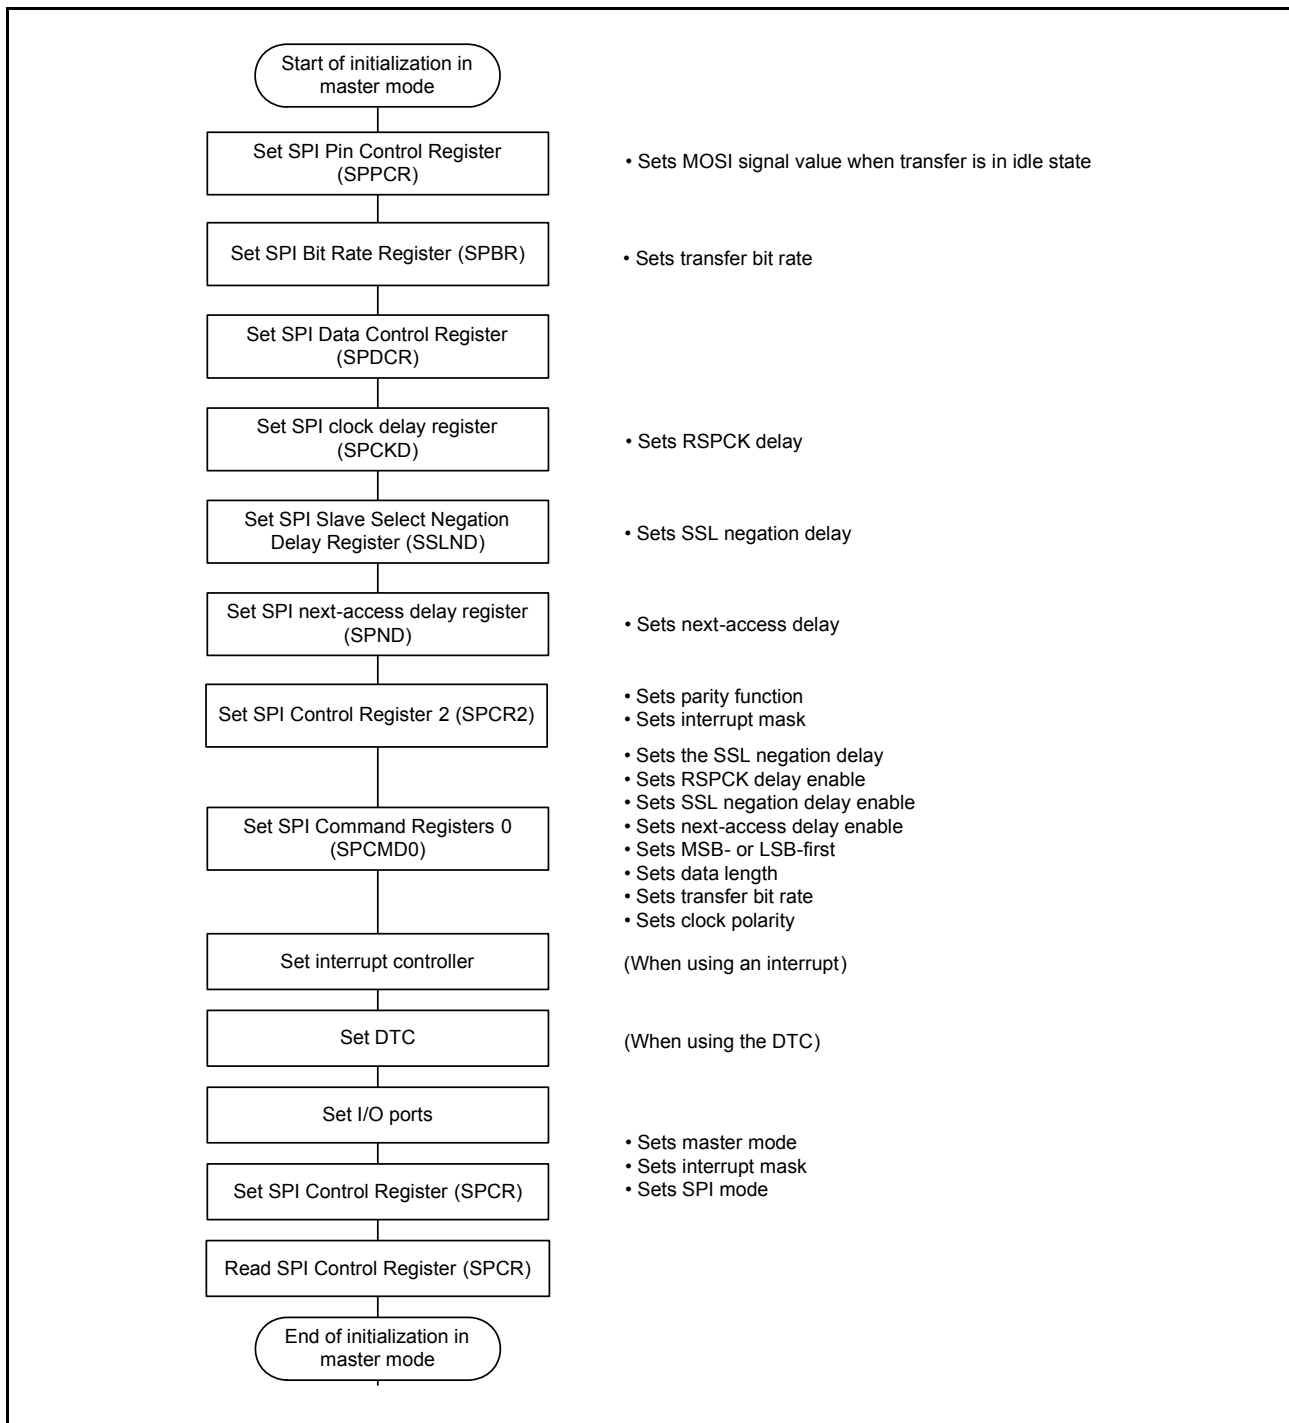 Start of initialization in
master mode
Set SPI Pin Control Register
(SPPCR)
• Sets MOSI signal value when transfer is in idle state
Set SPI Bit Rate Register (SPBR)
• Sets transfer bit rate
Set SPI Data Control Register
(SPDCR)
Set SPI clock delay register
(SPCKD)
• Sets RSPCK delay
Set SPI Slave Select Negation
Delay Register (SSLND)
• Sets SSL negation delay
Set SPI next-access delay register
(SPND)
• Sets next-access delay
Set SPI Control Register 2 (SPCR2)
• Sets parity function
• Sets interrupt mask
Set SPI Command Registers 0
(SPCMD0)
• Sets the SSL negation delay
• Sets RSPCK delay enable
• Sets SSL negation delay enable
• Sets next-access delay enable
• Sets MSB- or LSB-first
• Sets data length
• Sets transfer bit rate
• Sets clock polarity
Set interrupt controller
(When using an interrupt)
Set DTC
(When using the DTC)
Set I/O ports
Set SPI Control Register (SPCR)
• Sets master mode
• Sets interrupt mask
• Sets SPI mode
Read SPI Control Register (SPCR)
End of initialization in
master mode